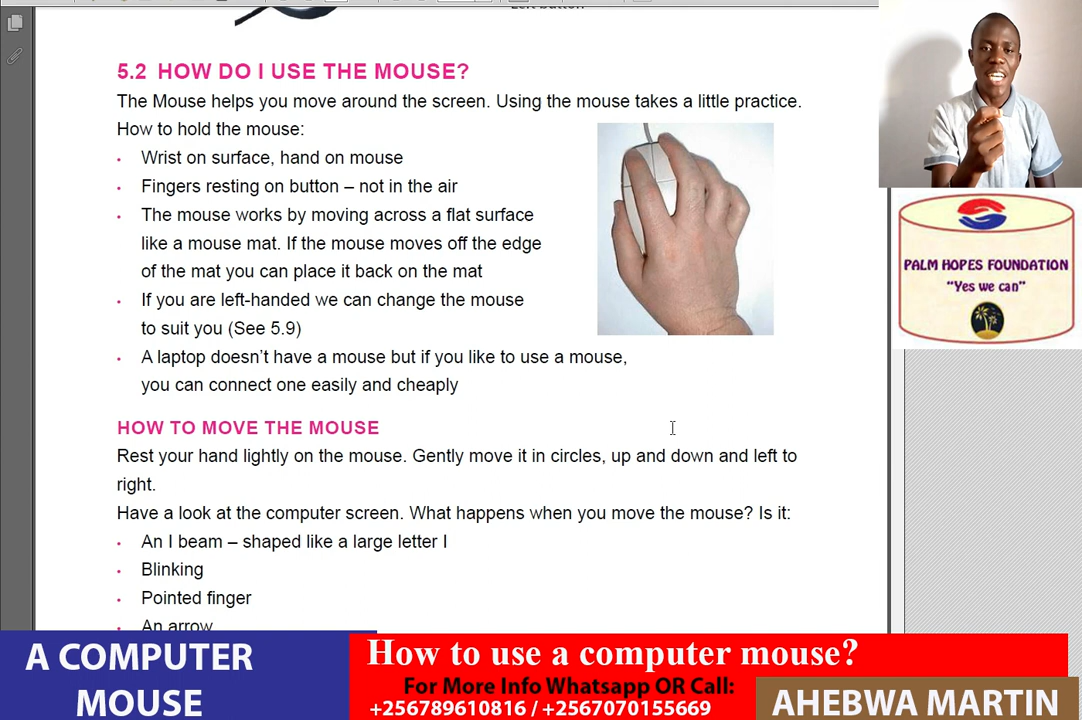 5.2 HOW DO I USE THE MOUSE?
The Mouse helps you move around the screen. Using the mouse takes a little practice.
How to hold the mouse:
• Wrist on surface, hand on mouse
• Fingers resting on button – not in the air
• The mouse works by moving across a flat surface
like a mouse mat. If the mouse moves off the edge
of the mat you can place it back on the mat
• If you are left-handed we can change the mouse
to suit you (See 5.9)
• A laptop doesn't have a mouse but if you like to use a mouse,
you can connect one easily and cheaply
HOW TO MOVE THE MOUSE
Rest your hand lightly on the mouse. Gently move it in circles, up and down and left to
right.
Have a look at the computer screen. What happens when you move the mouse? Is it:
• An I beam – shaped like a large letter I
• Blinking
• Pointed finger
• An arrow
PALM HOPES FOUNDATION
“Yes we can”
A COMPUTER
MOUSE
How to use a computer mouse?
For More Info Whatsapp OR Call:
+256789610816 / +2567070155669
AHEBWA MARTIN